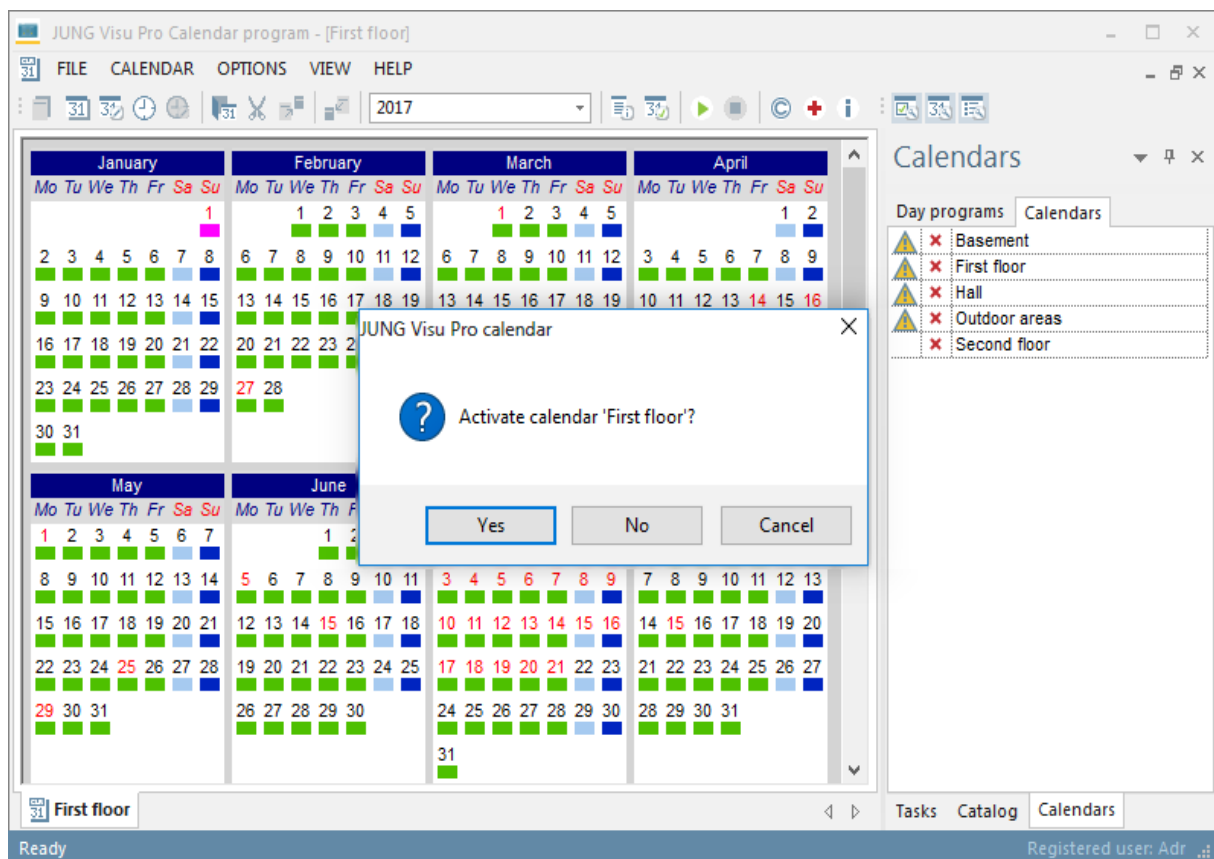 JUNG Visu Pro Calendar program - [First floor]
FILE CALENDAR OPTIONS VIEW HELP
2017
January February March April
Mo Tu We Th Fr Sa Su Mo Tu We Th Fr Sa Su Mo Tu We Th Fr Sa Su Mo Tu We Th Fr Sa Su
1 1 2 3 4 5 1 2 3 4 5 1 2
2 3 4 5 6 7 8 6 7 8 9 10 11 12 6 7 8 9 10 11 12 3 4 5 6 7 8 9
9 10 11 12 13 14 15 13 14 15 16 17 18 19 13 14 15 16 17 18 19 10 11 12 13 14 15 16
16 17 18 19 20 21 22 20 21 22 23
23 24 25 26 27 28 29 27 28
30 31
JUNG Visu Pro calendar
Activate calendar 'First floor'?
Yes No Cancel
May June
Mo Tu We Th Fr Sa Su Mo Tu We Th
1 2 3 4 5 6 7 1
8 9 10 11 12 13 14 5 6 7 8 9 10 11 3 4 5 6 7 8 9 7 8 9 10 11 12 13
15 16 17 18 19 20 21 12 13 14 15 16 17 18 10 11 12 13 14 15 16 14 15 16 17 18 19 20
22 23 24 25 26 27 28 19 20 21 22 23 24 25 17 18 19 20 21 22 23 21 22 23 24 25 26 27
29 30 31 26 27 28 29 30 24 25 26 27 28 29 30 28 29 30 31
31
First floor
Calendars
Day programs Calendars
Basement
First floor
Hall
Outdoor areas
Second floor
Tasks Catalog Calendars
Ready
Registered user: Adr